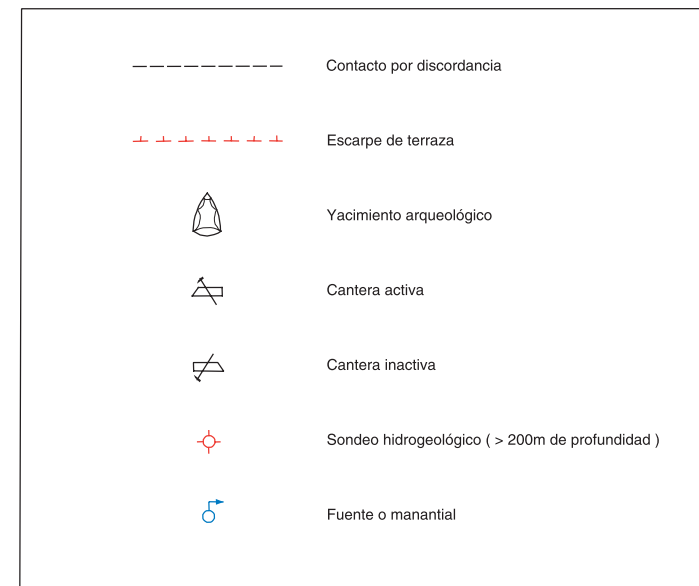 Contacto por discordancia
Escarpe de terraza
Yacimiento arqueológico
Cantera activa
Cantera inactiva
Sondeo hidrogeológico ( > 200m de profundidad )
Fuente o manantial